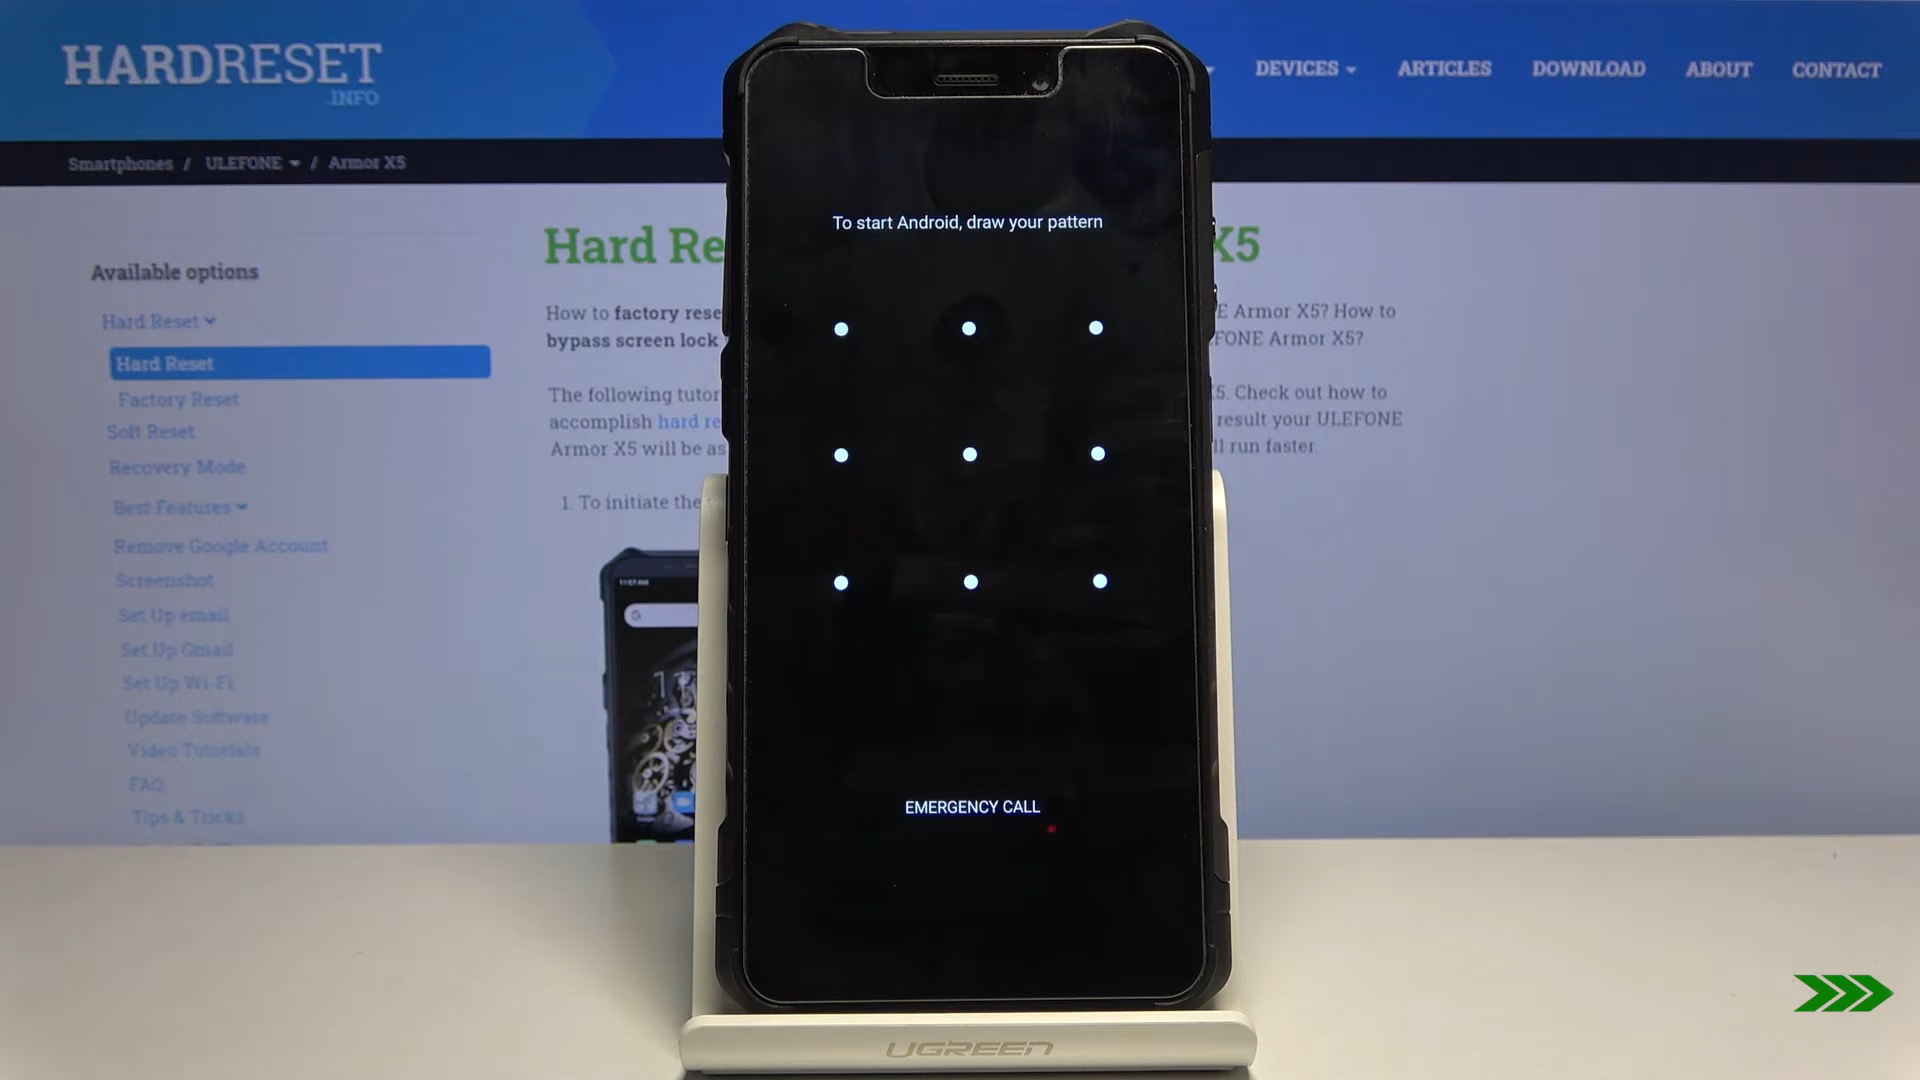 HARDRESET
.INFO
DEVICES
ARTICLES
DOWNLOAD
ABOUT
CONTACT
Smartphones / ULEFONE / Armor X5
Available options
Hard Reset
Hard Reset
Factory Reset
Soft Reset
Recovery Mode
Best Features
Remove Google Account
Screenshot
Set Up email
Set Up Gmail
Set Up Wi-Fi
Update Software
Video Tutorials
FAQ
Tips & Tricks
Hard Re X5
How to factory rese E Armor X5? How to
bypass screen lock FONE Armor X5?
The following tutor X5. Check out how to
accomplish hard re result your ULEFONE
Armor X5 will be as ll run faster.
1. To initiate the
11:07 AM
To start Android, draw your pattern
EMERGENCY CALL
UGREEN